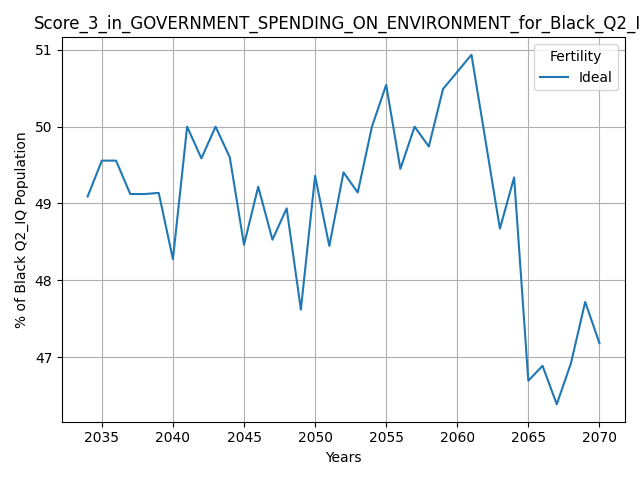 Score_3_in_GOVERNMENT_SPENDING_ON_ENVIRONMENT_for_Black_Q2_I
51
50
49
48
47
% of Black Q2_IQ Population
Fertility
Ideal
2035 2040 2045 2050 2055 2060 2065 2070
Years